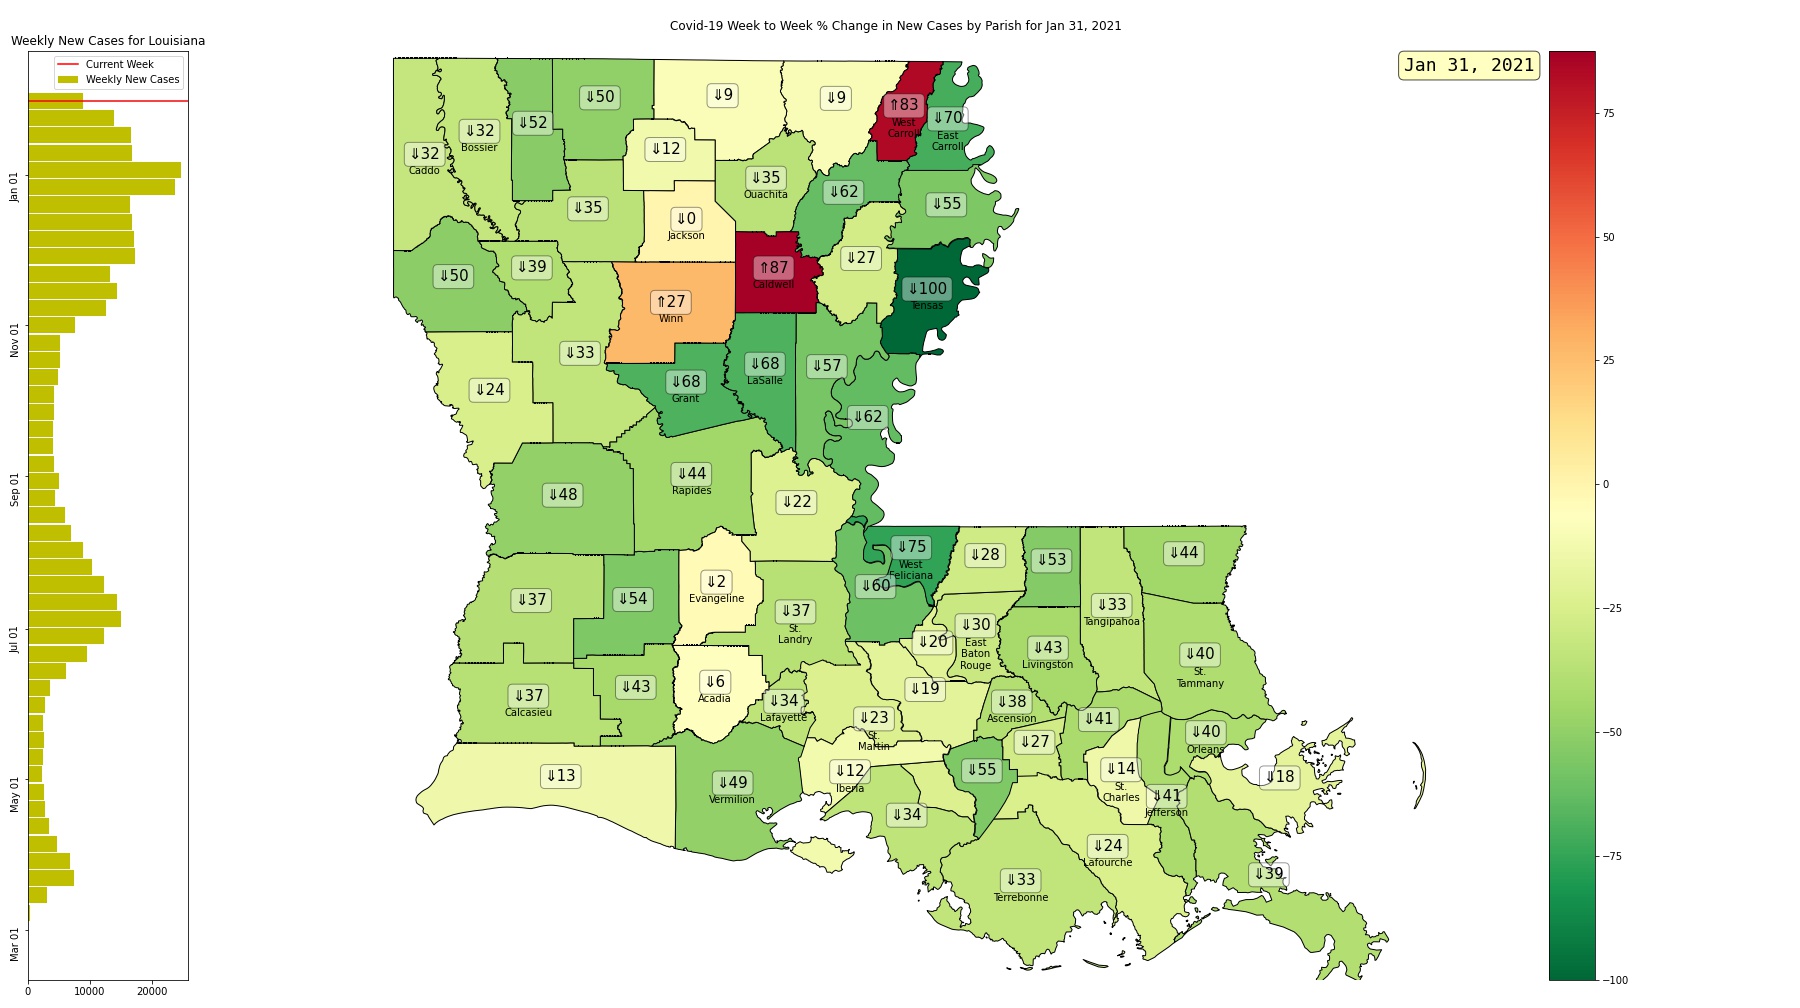 Covid-19 Week to Week % Change in New Cases by Parish for Jan 31, 2021
Weekly New Cases for Louisiana
Current Week
Weekly New Cases
Jan 01
Nov 01
Sep 01
Jul 01
May 01
Mar 01
0 10000 20000
Jan 31, 2021
75
50
25
0
−25
−50
−75
−100
⇓32
Caddo
⇓32
Bossier
⇓52
⇓50
⇓9
⇓9
⇑83
West
Carroll
⇓70
East
Carroll
⇓12
⇓35
Ouachita
⇓62
⇓55
⇓35
⇓0
Jackson
⇓50
⇓39
⇑87
Caldwell
⇓27
⇓100
Tensas
⇑27
Winn
⇓33
⇓24
⇓68
Grant
⇓68
LaSalle
⇓57
⇓62
⇓48
⇓44
Rapides
⇓22
⇓75
West
Feliciana
⇓28
⇓53
⇓44
⇓60
⇓37
⇓54
⇓2
Evangeline
⇓37
St.
Landry
⇓33
Tangipahoa
⇓20
⇓30
East
Baton
Rouge
⇓43
Livingston
⇓40
St.
Tammany
⇓37
Calcasieu
⇓43
⇓6
Acadia
⇓34
Lafayette
⇓19
⇓38
Ascension
⇓23
St.
Martin
⇓41
⇓27
⇓40
Orleans
⇓13
⇓49
Vermilion
⇓12
Iberia
⇓55
⇓14
St.
Charles
⇓18
⇓34
⇓41
Jefferson
⇓24
Lafourche
⇓33
Terrebonne
⇓39